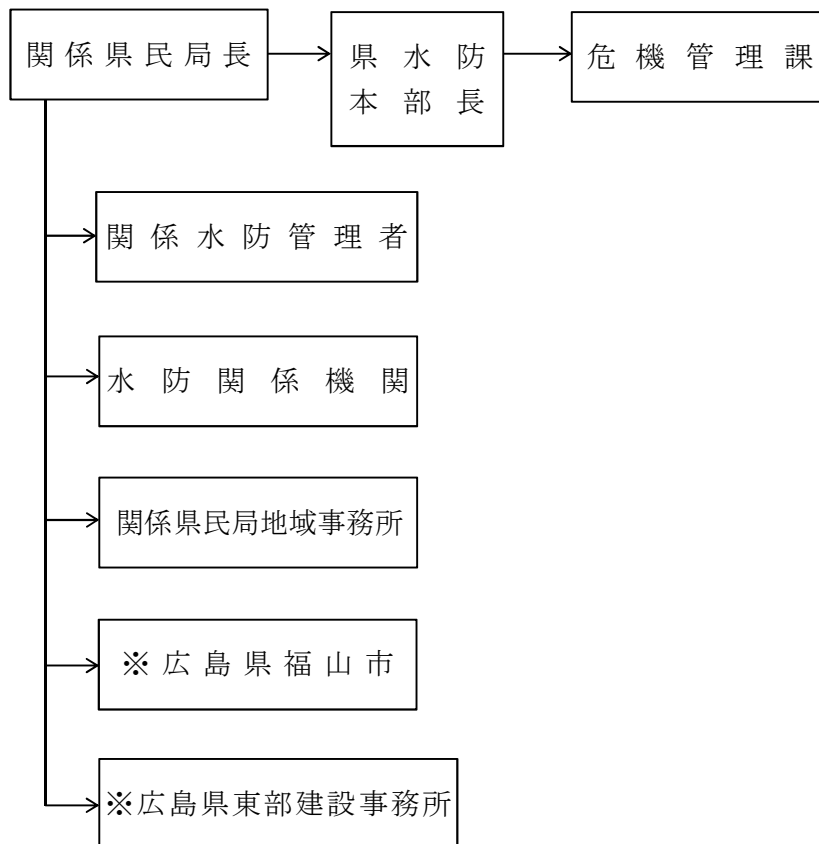 関係県民局長
県水防
本部長
危機管理課
関係水防管理者
水防関係機関
関係県民局地域事務所
※広島県福山市
※広島県東部建設事務所